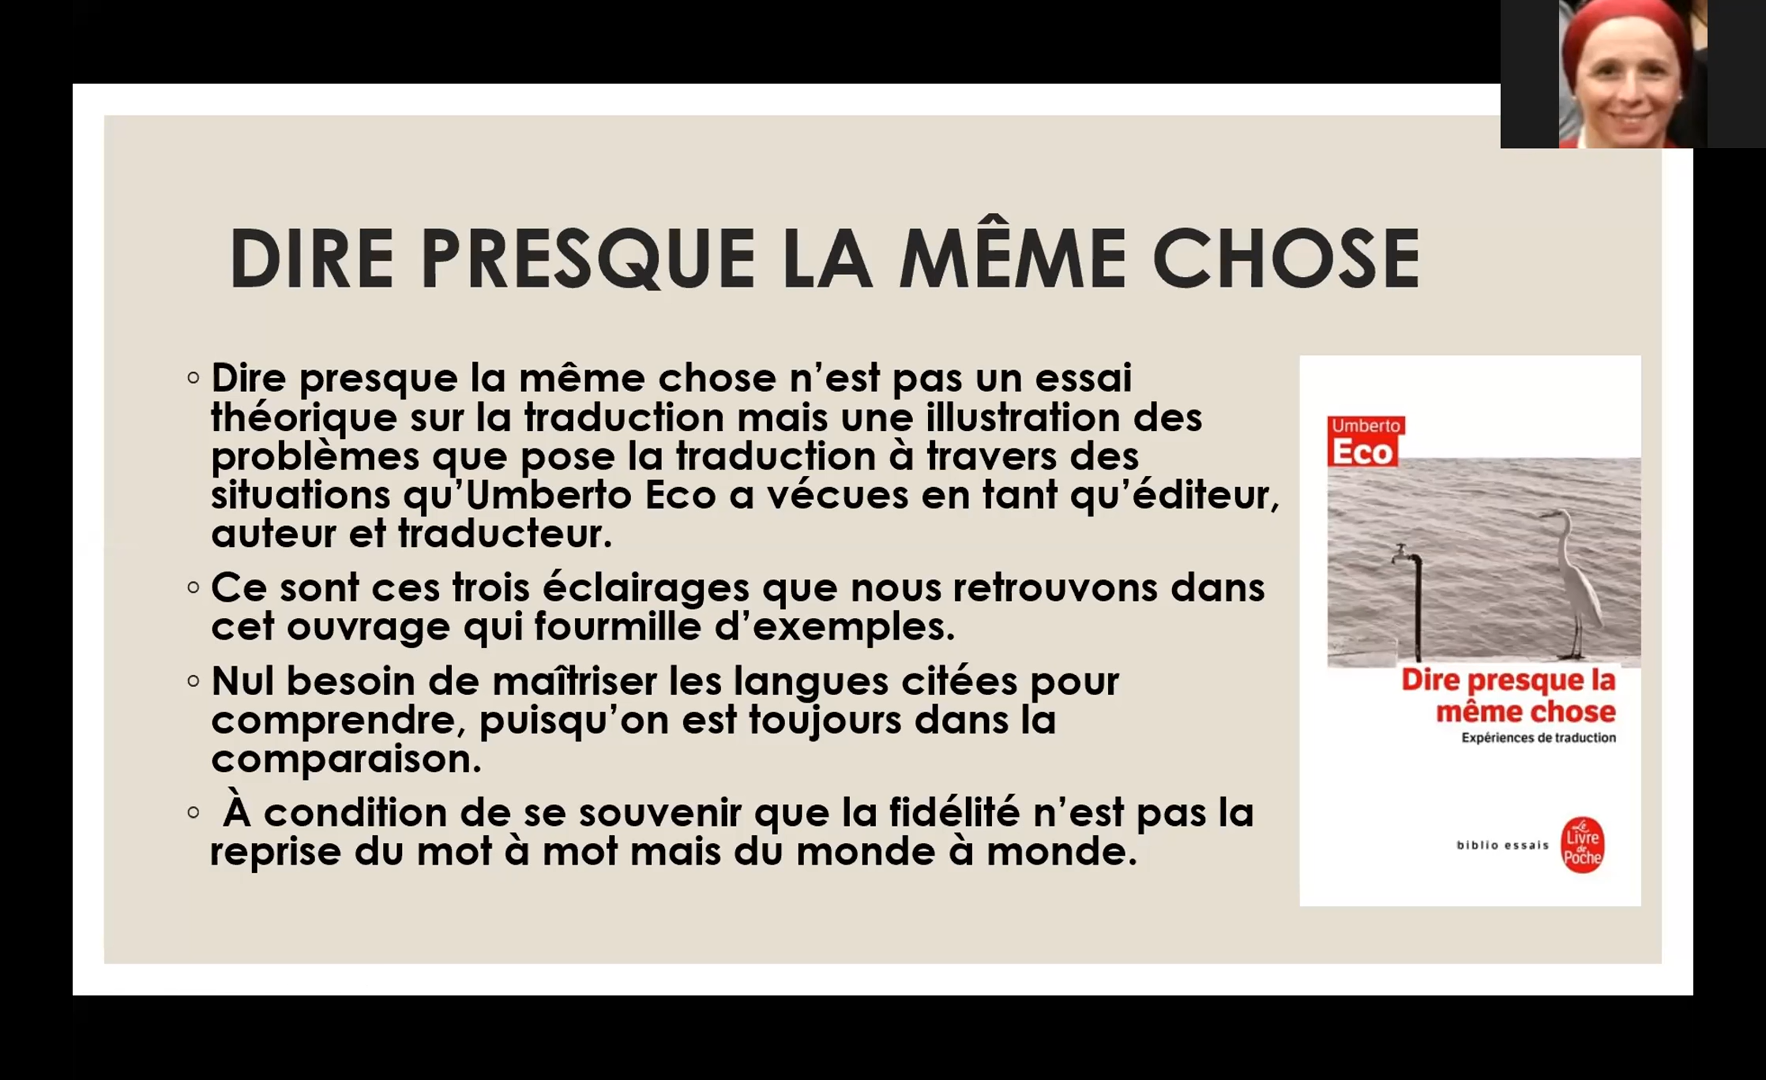 DIRE PRESQUE LA MÊME CHOSE
◦ Dire presque la même chose n’est pas un essai
théorique sur la traduction mais une illustration des
problèmes que pose la traduction à travers des
situations qu’Umberto Eco a vécues en tant qu’éditeur,
auteur et traducteur.
◦ Ce sont ces trois éclairages que nous retrouvons dans
cet ouvrage qui fourmille d’exemples.
◦ Nul besoin de maîtriser les langues citées pour
comprendre, puisqu’on est toujours dans la
comparaison.
◦ À condition de se souvenir que la fidélité n’est pas la
reprise du mot à mot mais du monde à monde.
Umberto
Eco
Dire presque la
même chose
Expériences de traduction
biblio essais
Le
Livre
de
Poche